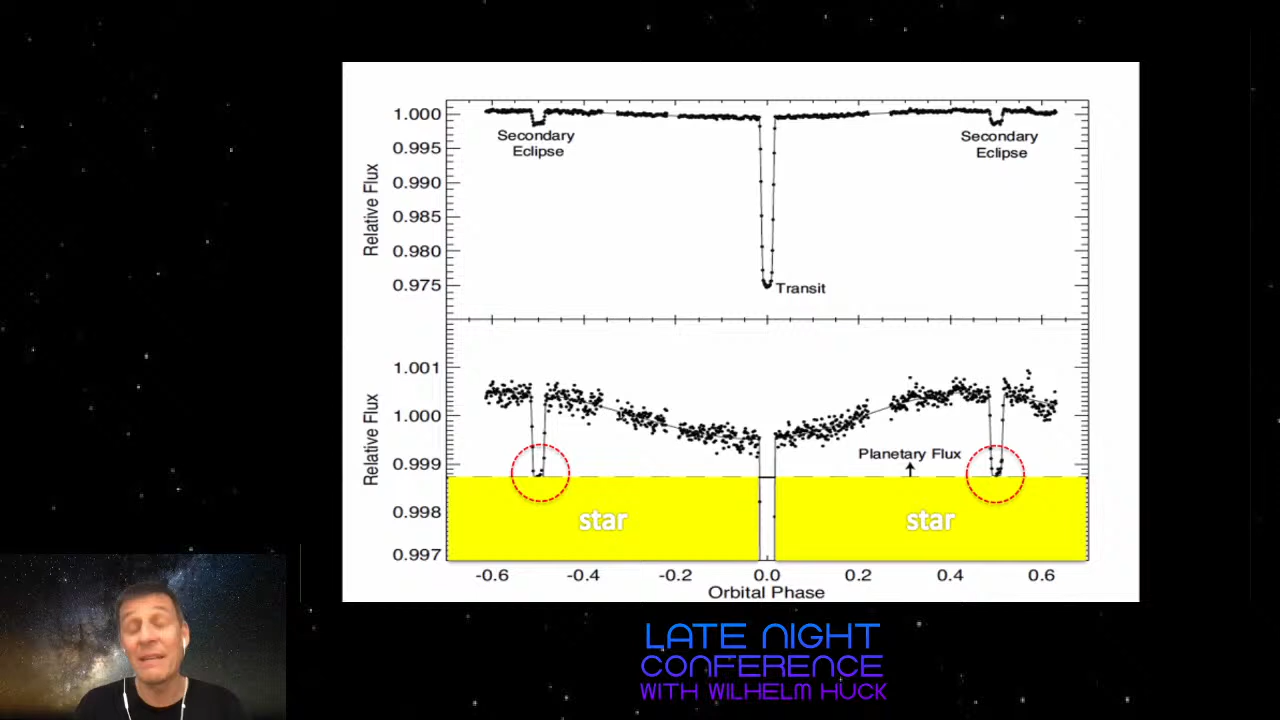 1.000
0.995
0.990
0.985
0.980
0.975
Relative Flux
Secondary
Eclipse
Secondary
Eclipse
Transit
1.001
1.000
0.999
0.998
0.997
Relative Flux
Planetary Flux
star
star
-0.6 -0.4 -0.2 0.0 0.2 0.4 0.6
Orbital Phase
LATE NIGHT
CONFERENCE
WITH WILHELM HUCK